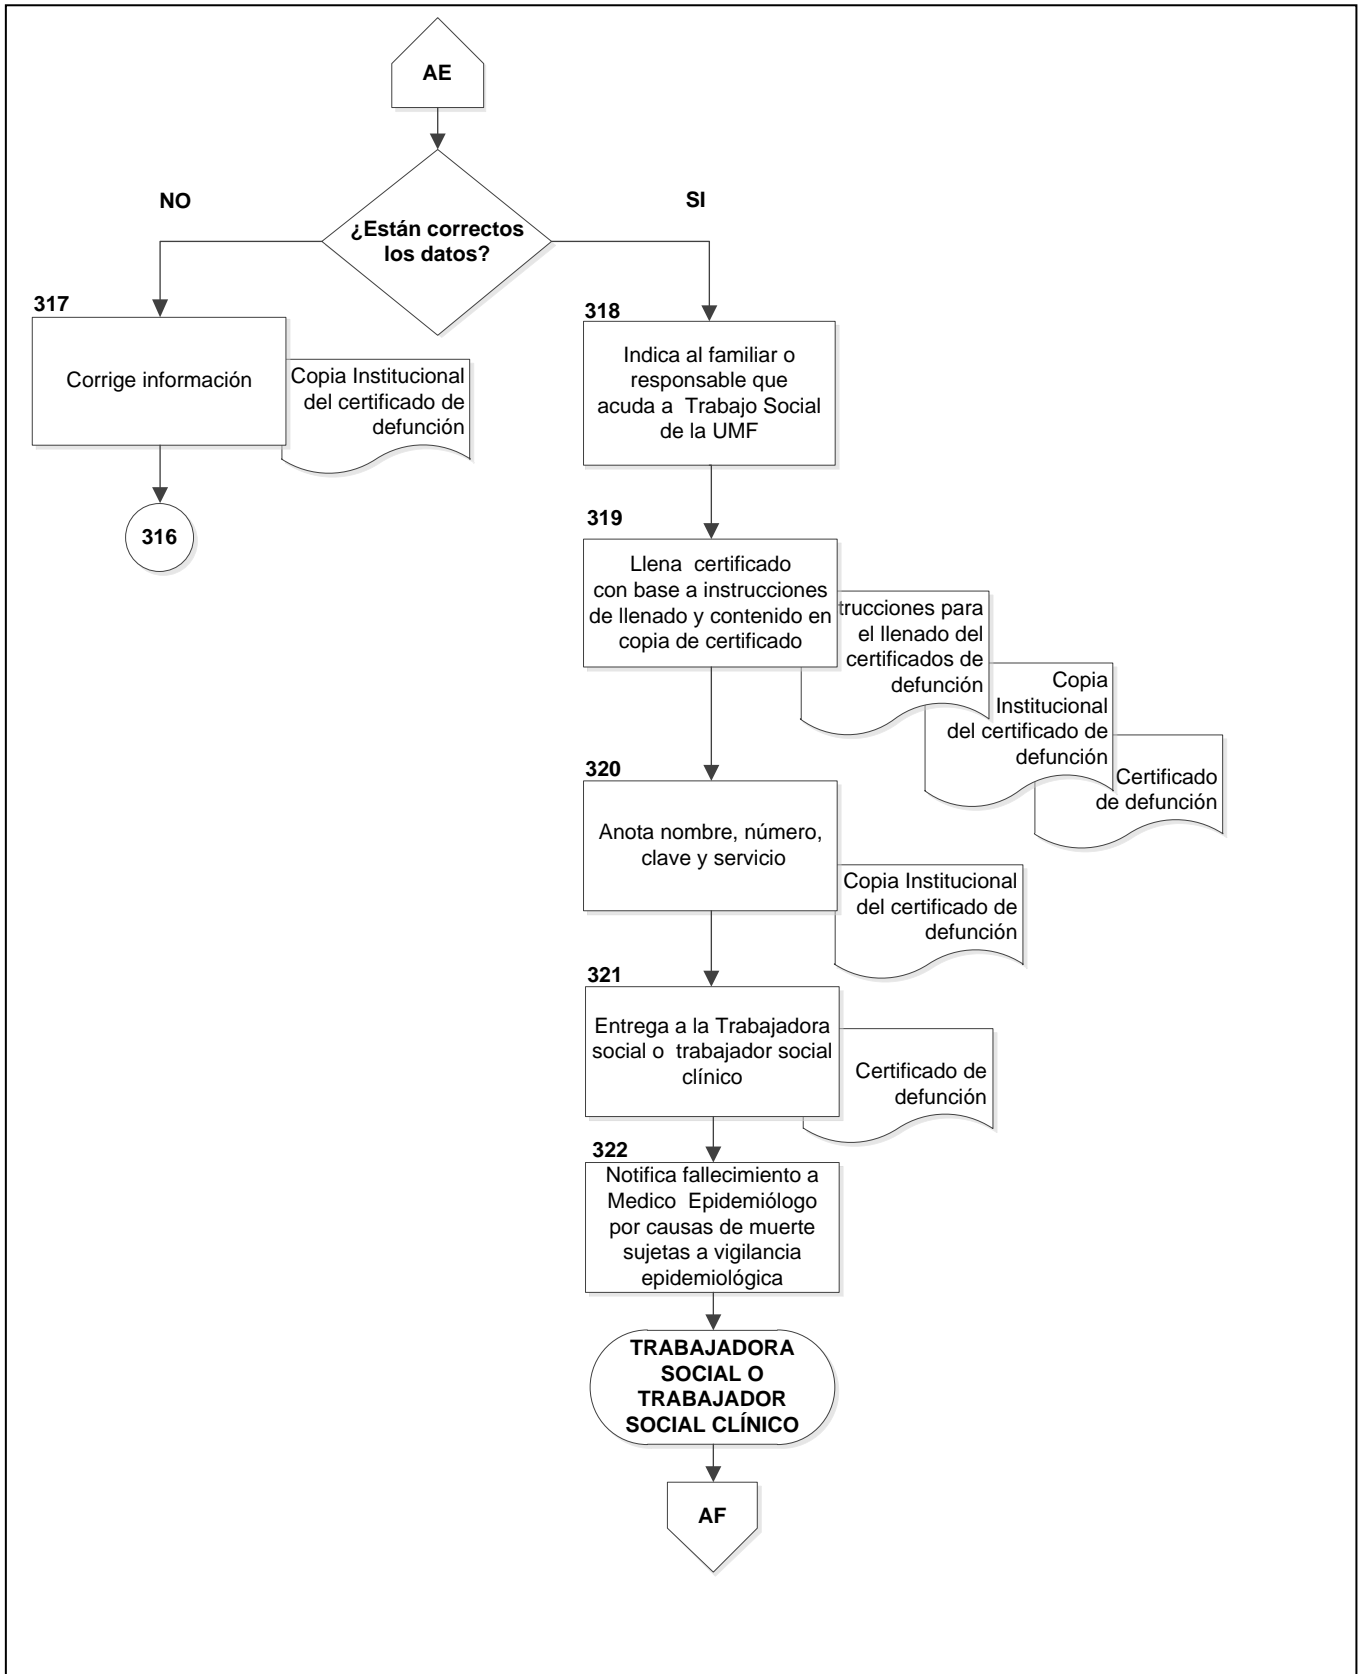 AE
NO
SI
¿Están correctos
los datos?
317
Corrige información
Copia Institucional
del certificado de
defunción
316
318
Indica al familiar o
responsable que
acuda a Trabajo Social
de la UMF
319
Llena certificado
con base a instrucciones
de llenado y contenido en
copia de certificado
trucciones para
el llenado del
certificados de
defunción
Copia
Institucional
del certificado de
defunción
Certificado
de defunción
320
Anota nombre, número,
clave y servicio
Copia Institucional
del certificado de
defunción
321
Entrega a la Trabajadora
social o trabajador social
clínico
Certificado de
defunción
322
Notifica fallecimiento a
Medico Epidemiólogo
por causas de muerte
sujetas a vigilancia
epidemiológica
TRABAJADORA
SOCIAL O
TRABAJADOR
SOCIAL CLÍNICO
AF